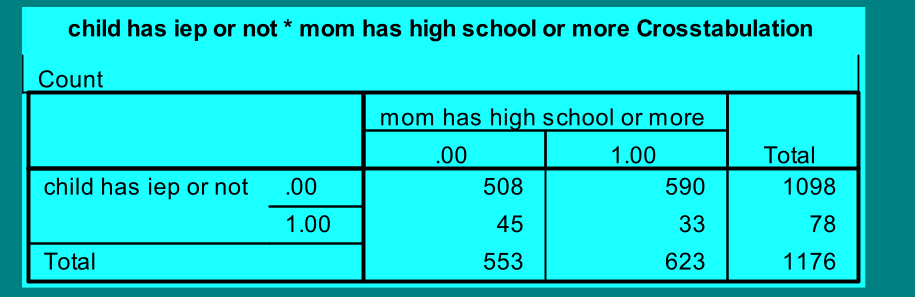 child has iep or not * mom has high school or more Crosstabulation
Count
mom has high school or more
.00 1.00 Total
child has iep or not .00 508 590 1098
1.00 45 33 78
Total 553 623 1176